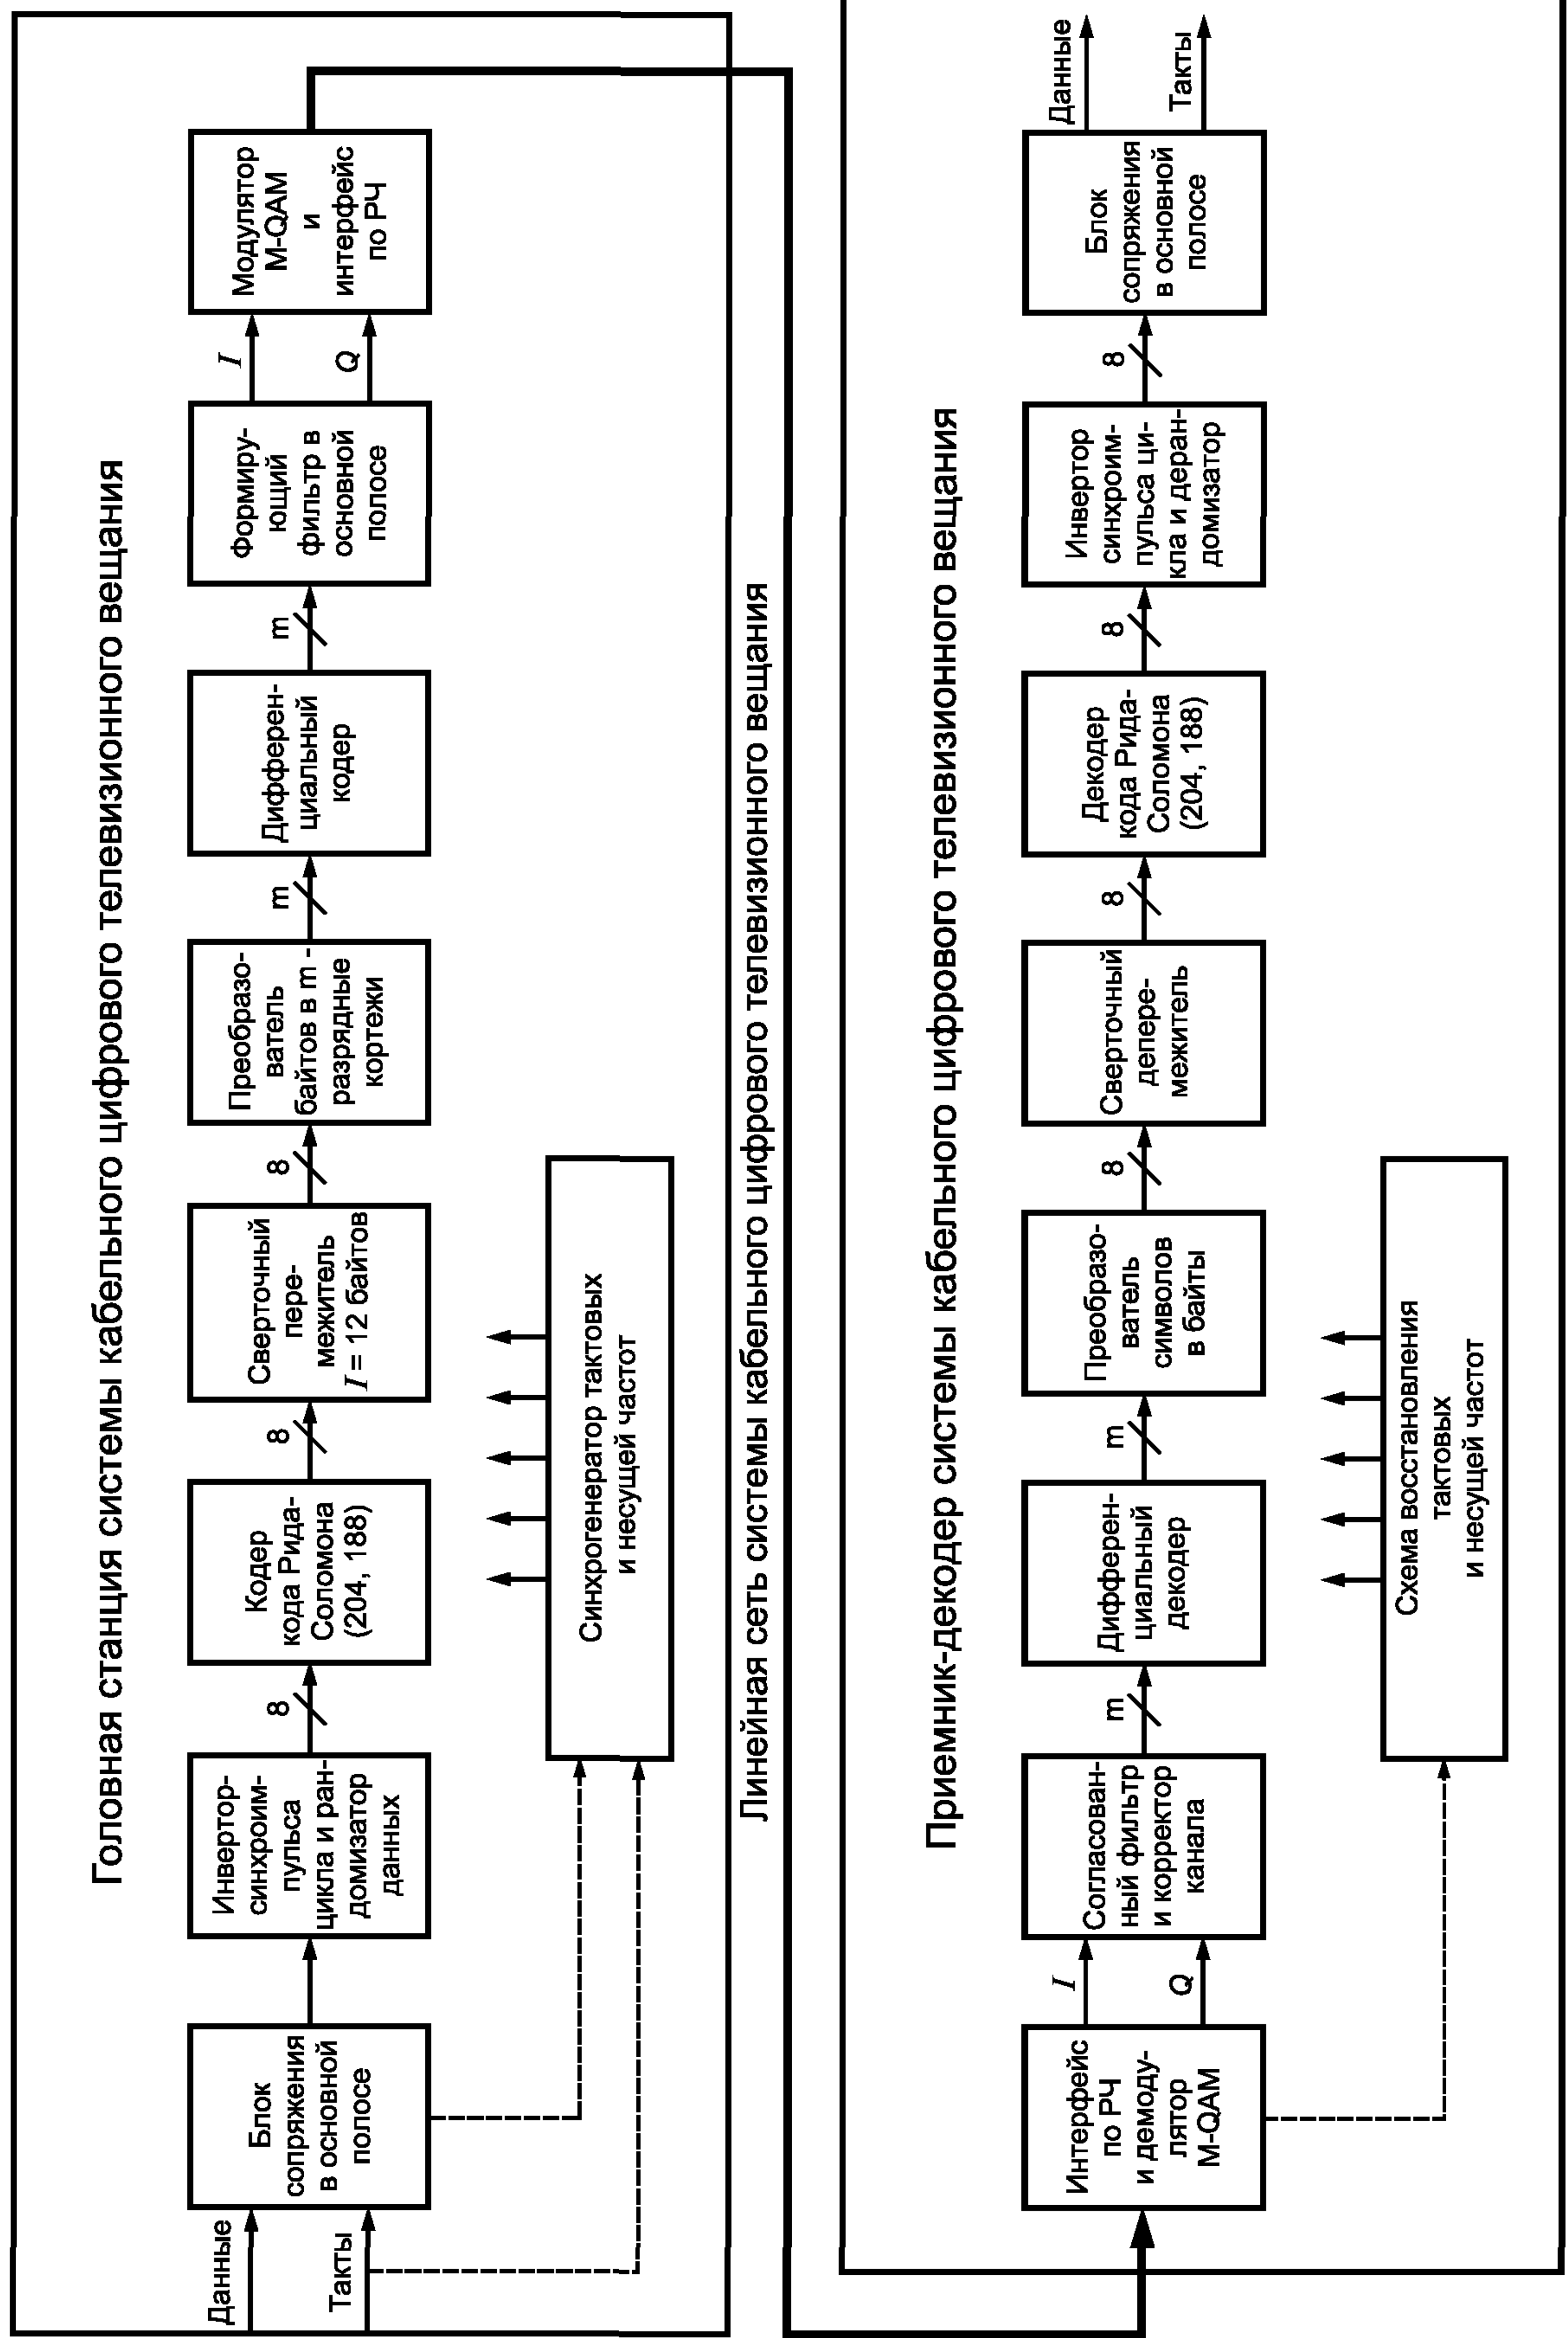 Головная станция системы кабельного цифрового телевизионного вещания
Данные
Такты
Блок
сопряжения
в основной
полосе
Инвертор-
синхроим-
пульса
цикла и ран-
домизатор
данных
8
Кодер
кода Рида-
Соломона
(204, 188)
8
Сверточный
пере-
межитель
I = 12 байтов
8
Преобразо-
ватель
байтов в m -
разрядные
кортежи
m
Дифферен-
циальный
кодер
m
Формиру-
ющий
фильтр в
основной
полосе
I
Q
Модулятор
M-QAM
и
интерфейс
по РЧ
Синхрогенератор тактовых
и несущей частот
Линейная сеть системы кабельного цифрового телевизионного вещания
Приемник-декодер системы кабельного цифрового телевизионного вещания
Интерфейс
по РЧ
и демоду-
лятор
M-QAM
I
Q
Согласован-
ный фильтр
и корректор
канала
m
Дифферен-
циальный
декодер
m
Преобразо-
ватель
символов
в байты
8
Сверточный
депере-
межитель
8
Декодер
кода Рида-
Соломона
(204, 188)
8
Инвертор
синхроим-
пульса ци-
кла и деран-
домизатор
8
Блок
сопряжения
в основной
полосе
Данные
Такты
Схема восстановления
тактовых
и несущей частот